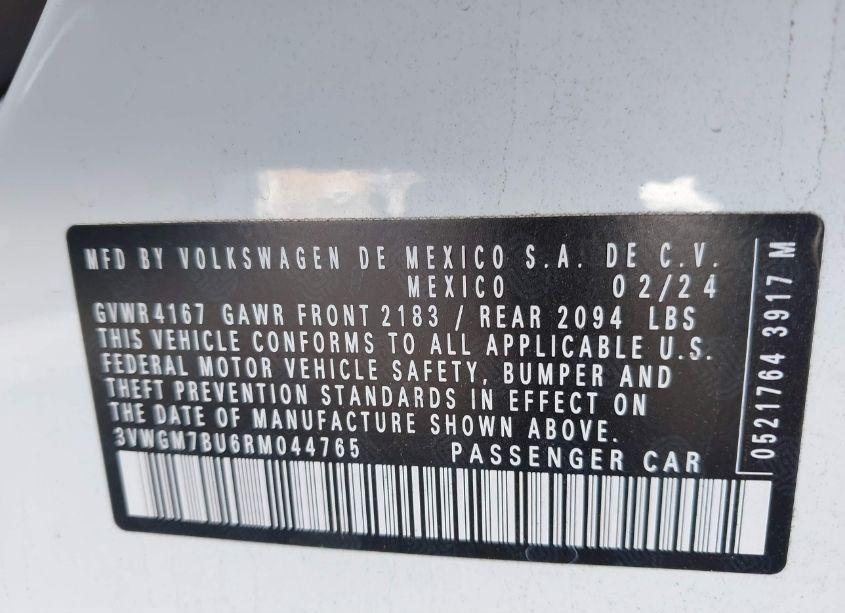 MFD BY VOLKSWAGEN DE MEXICO S.A. DE C.V.
MEXICO 02/24
GVWR 4167 GAWR FRONT 2183 / REAR 2094 LBS
THIS VEHICLE CONFORMS TO ALL APPLICABLE U.S.
FEDERAL MOTOR VEHICLE SAFETY, BUMPER AND
THEFT PREVENTION STANDARDS IN EFFECT ON
THE DATE OF MANUFACTURE SHOWN ABOVE.
3VWGM7BU6RM044765 PASSENGER CAR
0521764 3917 M